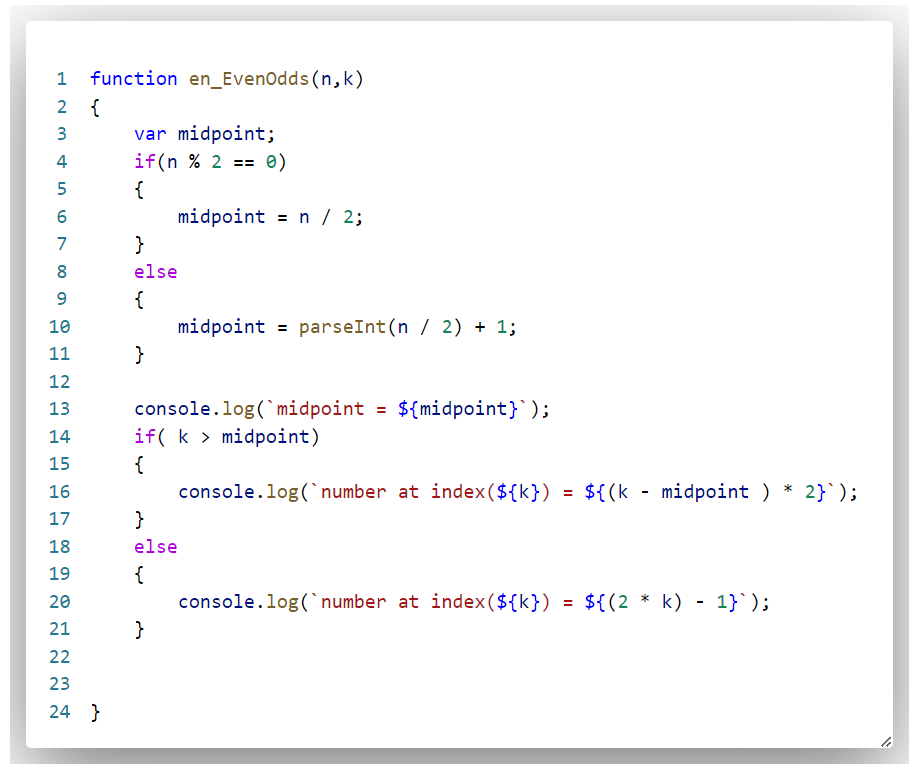 1 function en_EvenOdds(n,k)
2 {
3     var midpoint;
4     if(n % 2 == 0)
5     {
6         midpoint = n / 2;
7     }
8     else
9     {
10         midpoint = parseInt(n / 2) + 1;
11     }
12
13     console.log(`midpoint = ${midpoint}`);
14     if( k > midpoint)
15     {
16         console.log(`number at index(${k}) = ${(k - midpoint ) * 2}`);
17     }
18     else
19     {
20         console.log(`number at index(${k}) = ${(2 * k) - 1}`);
21     }
22
23
24 }